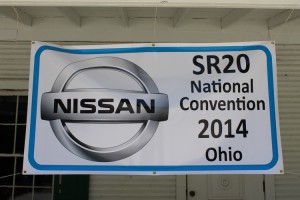 NISSAN
SR20
National
Convention
2014
Ohio